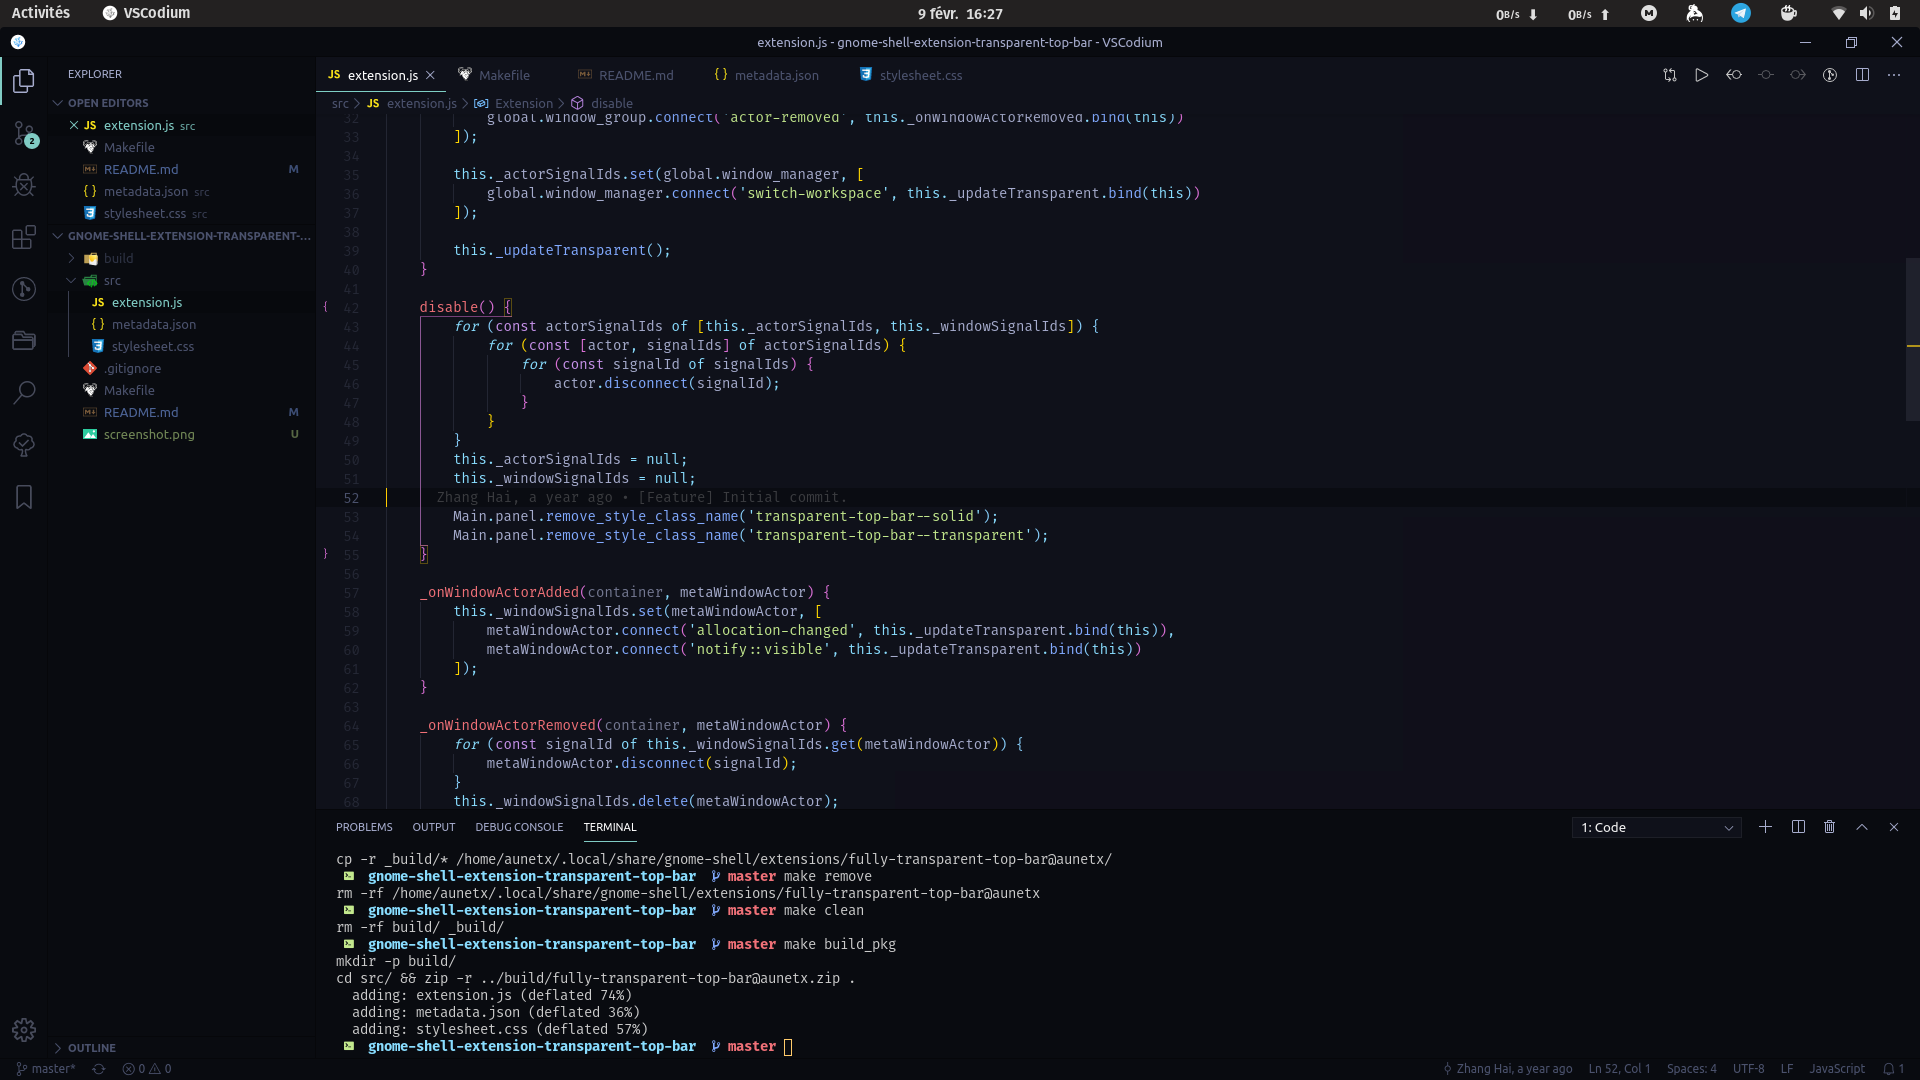 Activités
VSCodium
9 févr. 16:27
0B/s
0B/s
extension.js - gnome-shell-extension-transparent-top-bar - VSCodium
EXPLORER
OPEN EDITORS
JS extension.js src
Makefile
README.md M
{} metadata.json src
stylesheet.css src
GNOME-SHELL-EXTENSION-TRANSPARENT-...
build
src
JS extension.js
{} metadata.json
stylesheet.css
.gitignore
Makefile
README.md M
screenshot.png U
OUTLINE
2
JS extension.js
Makefile
README.md
{} metadata.json
stylesheet.css
src > JS extension.js > Extension > disable
32 global.window_group.connect('actor-removed', this._onWindowActorRemoved.bind(this))
33 ]);
34
35 this._actorSignalIds.set(global.window_manager, [
36 global.window_manager.connect('switch-workspace', this._updateTransparent.bind(this))
37 ]);
38
39 this._updateTransparent();
40 }
41
42 disable() {
43 for (const actorSignalIds of [this._actorSignalIds, this._windowSignalIds]) {
44 for (const [actor, signalIds] of actorSignalIds) {
45 for (const signalId of signalIds) {
46 actor.disconnect(signalId);
47 }
48 }
49 }
50 this._actorSignalIds = null;
51 this._windowSignalIds = null;
52 Zhang Hai, a year ago • [Feature] Initial commit.
53 Main.panel.remove_style_class_name('transparent-top-bar--solid');
54 Main.panel.remove_style_class_name('transparent-top-bar--transparent');
55 }
56
57 _onWindowActorAdded(container, metaWindowActor) {
58 this._windowSignalIds.set(metaWindowActor, [
59 metaWindowActor.connect('allocation-changed', this._updateTransparent.bind(this)),
60 metaWindowActor.connect('notify::visible', this._updateTransparent.bind(this))
61 ]);
62 }
63
64 _onWindowActorRemoved(container, metaWindowActor) {
65 for (const signalId of this._windowSignalIds.get(metaWindowActor)) {
66 metaWindowActor.disconnect(signalId);
67 }
68 this._windowSignalIds.delete(metaWindowActor);
PROBLEMS OUTPUT DEBUG CONSOLE TERMINAL
1: Code
cp -r _build/* /home/aunetx/.local/share/gnome-shell/extensions/fully-transparent-top-bar@aunetx/
gnome-shell-extension-transparent-top-bar master make remove
rm -rf /home/aunetx/.local/share/gnome-shell/extensions/fully-transparent-top-bar@aunetx
gnome-shell-extension-transparent-top-bar master make clean
rm -rf build/ _build/
gnome-shell-extension-transparent-top-bar master make build_pkg
mkdir -p build/
cd src/ && zip -r ../build/fully-transparent-top-bar@aunetx.zip .
adding: extension.js (deflated 74%)
adding: metadata.json (deflated 36%)
adding: stylesheet.css (deflated 57%)
gnome-shell-extension-transparent-top-bar master
master* 0 0
Zhang Hai, a year ago Ln 52, Col 1 Spaces: 4 UTF-8 LF JavaScript 1